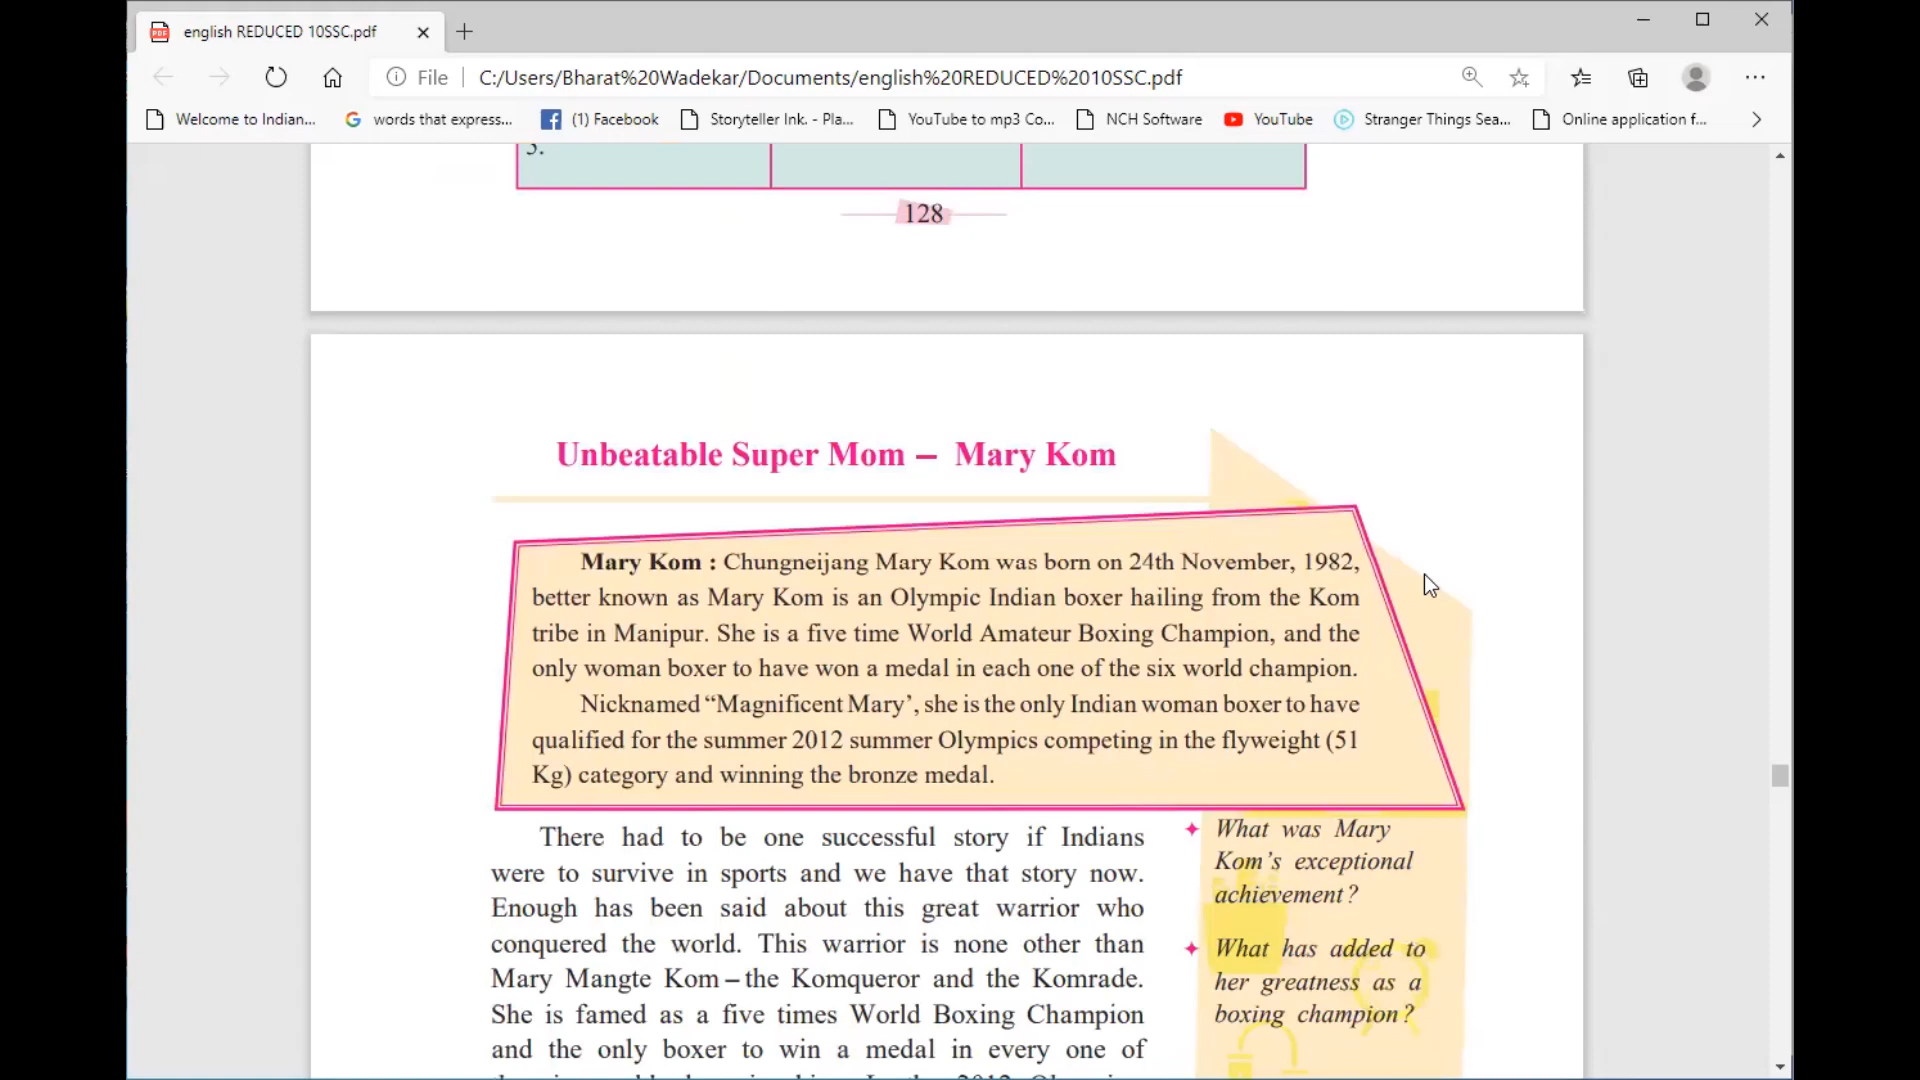 english REDUCED 10SSC.pdf
File
C:/Users/Bharat%20Wadekar/Documents/english%20REDUCED%2010SSC.pdf
Welcome to Indian...
words that express...
(1) Facebook
Storyteller Ink. - Pla...
YouTube to mp3 Co...
NCH Software
YouTube
Stranger Things Sea...
Online application f...
128
Unbeatable Super Mom – Mary Kom
Mary Kom : Chungneijang Mary Kom was born on 24th November, 1982,
better known as Mary Kom is an Olympic Indian boxer hailing from the Kom
tribe in Manipur. She is a five time World Amateur Boxing Champion, and the
only woman boxer to have won a medal in each one of the six world champion.
Nicknamed “Magnificent Mary’, she is the only Indian woman boxer to have
qualified for the summer 2012 summer Olympics competing in the flyweight (51
Kg) category and winning the bronze medal.
There had to be one successful story if Indians
were to survive in sports and we have that story now.
Enough has been said about this great warrior who
conquered the world. This warrior is none other than
Mary Mangte Kom – the Komqueror and the Komrade.
She is famed as a five times World Boxing Champion
and the only boxer to win a medal in every one of
What was Mary
Kom’s exceptional
achievement?
What has added to
her greatness as a
boxing champion?